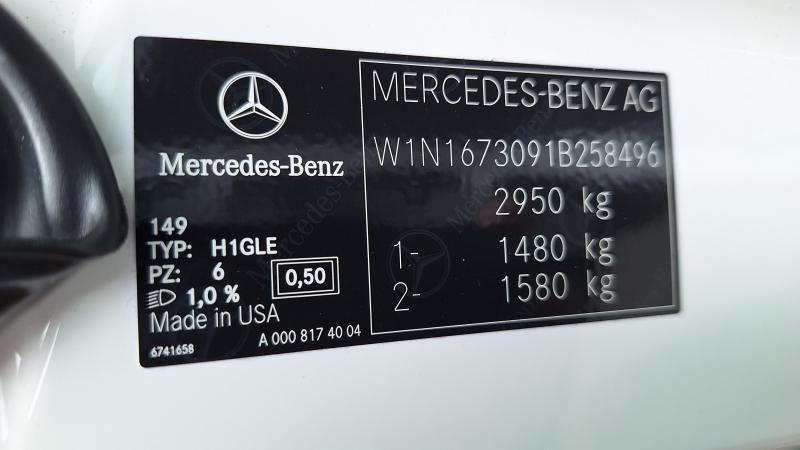 Mercedes-Benz
149
TYP: H1GLE
PZ: 6
0,50
1,0 %
Made in USA
6741658
A 000 817 40 04
MERCEDES-BENZ AG
W1N1673091B258496
2950 kg
1- 1480 kg
2- 1580 kg